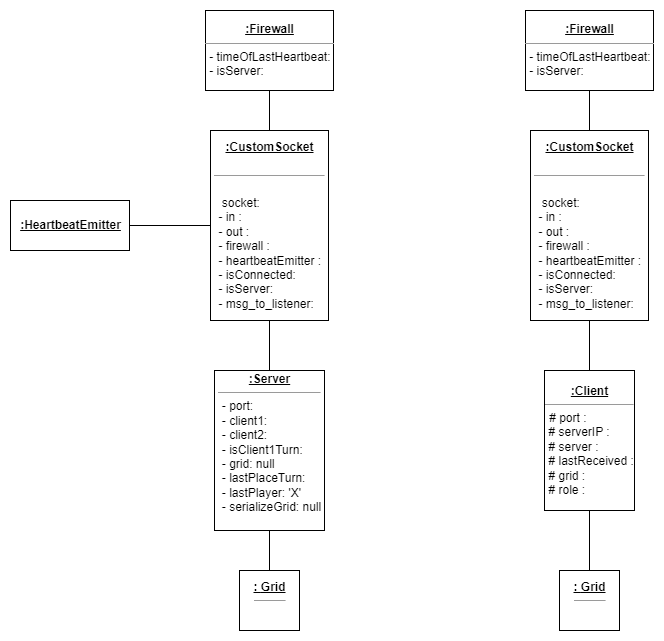 :Firewall
- timeOfLastHeartbeat:
- isServer:
:CustomSocket
socket:
- in :
- out :
- firewall :
- heartbeatEmitter :
- isConnected:
- isServer:
- msg_to_listener:
:HeartbeatEmitter
:Server
- port:
- client1:
- client2:
- isClient1Turn:
- grid: null
- lastPlaceTurn:
- lastPlayer: 'X'
- serializeGrid: null
: Grid
:Firewall
- timeOfLastHeartbeat:
- isServer:
:CustomSocket
socket:
- in :
- out :
- firewall :
- heartbeatEmitter :
- isConnected:
- isServer:
- msg_to_listener:
:Client
# port :
# serverIP :
# server :
# lastReceived :
# grid :
# role :
: Grid